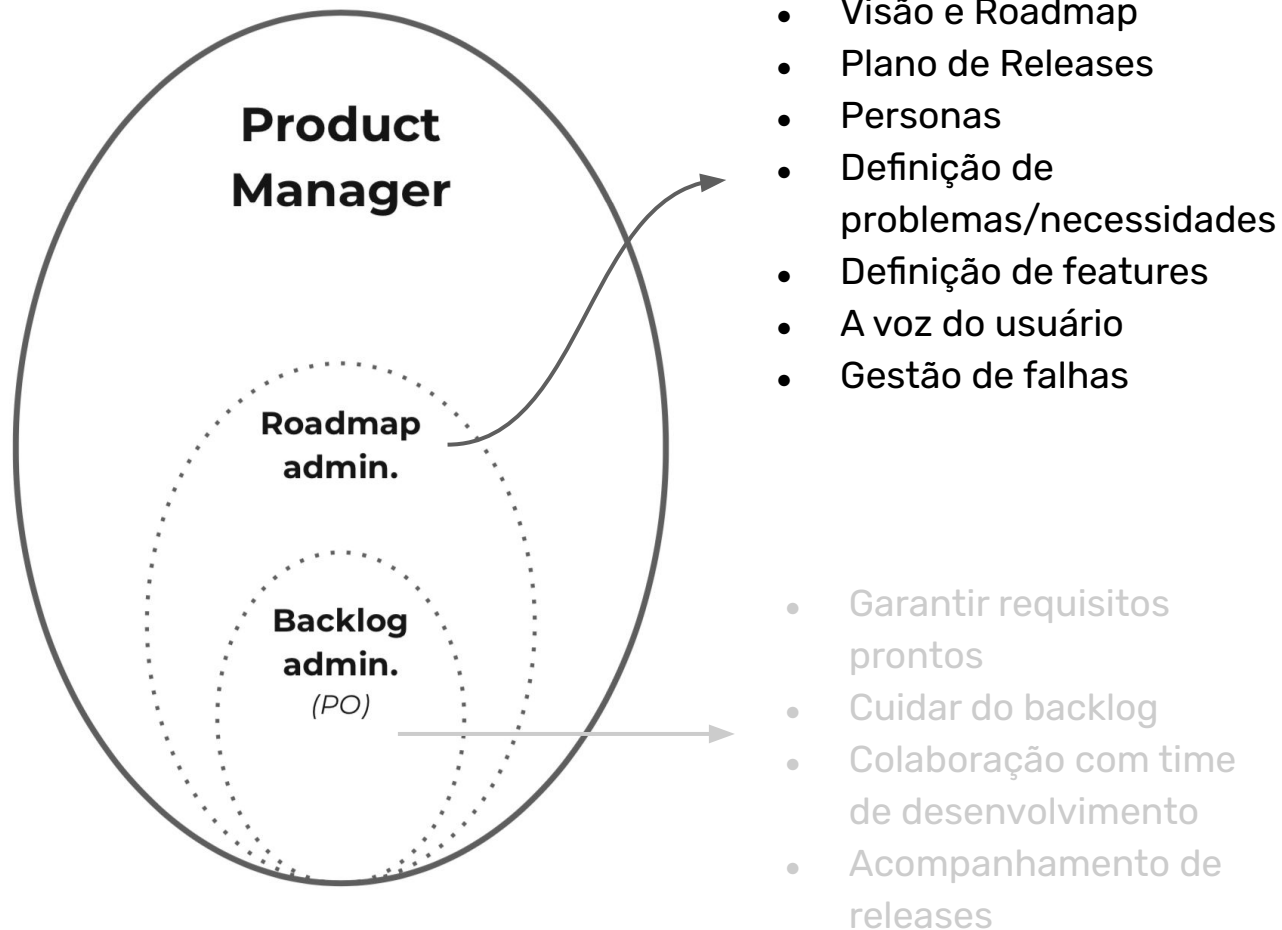 Product
Manager
Roadmap
admin.
Backlog
admin.
(PO)
• Visão e Roadmap
• Plano de Releases
• Personas
• Definição de
problemas/necessidades
• Definição de features
• A voz do usuário
• Gestão de falhas
• Garantir requisitos
prontos
• Cuidar do backlog
• Colaboração com time
de desenvolvimento
• Acompanhamento de
releases